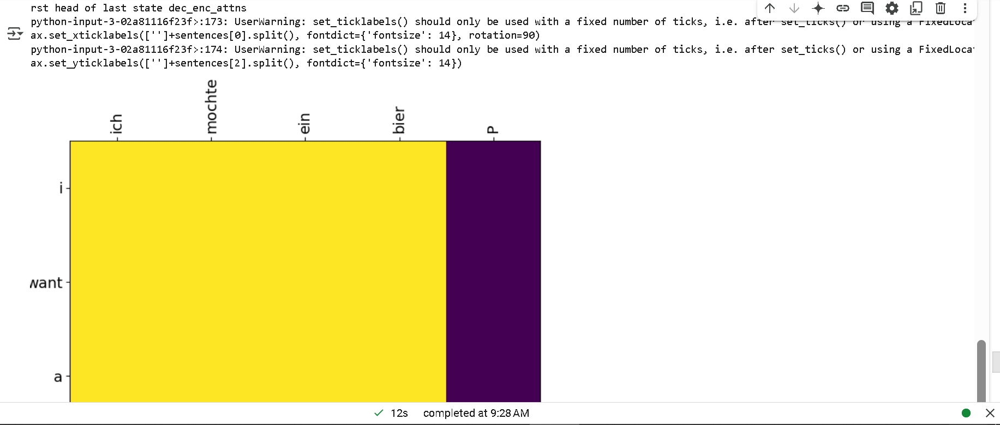 rst head of last state dec_enc_attns
python-input-3-02a81116f23f>:173: UserWarning: set_ticklabels() should only be used with a fixed number of ticks, i.e. after set_ticks() or using a FixedLoca
ax.set_xticklabels(['']+sentences[0].split(), fontdict={'fontsize': 14}, rotation=90)
python-input-3-02a81116f23f>:174: UserWarning: set_ticklabels() should only be used with a fixed number of ticks, i.e. after set_ticks() or using a FixedLoca
ax.set_yticklabels(['']+sentences[2].split(), fontdict={'fontsize': 14})
ich mochte ein bier P
i
want
a
12s completed at 9:28 AM